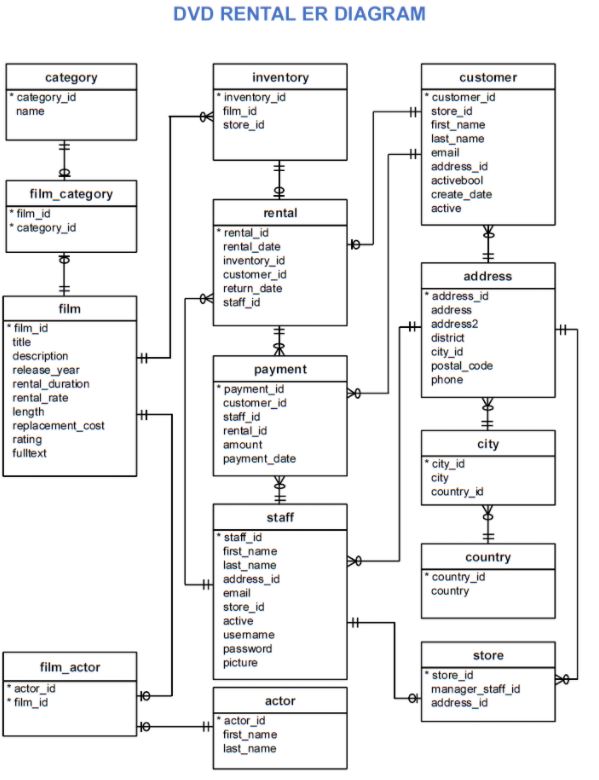 DVD RENTAL ER DIAGRAM
category
* category_id
name
film_category
* film_id
* category_id
film
* film_id
title
description
release_year
rental_duration
rental_rate
length
replacement_cost
rating
fulltext
film_actor
* actor_id
* film_id
inventory
* inventory_id
film_id
store_id
rental
* rental_id
rental_date
inventory_id
customer_id
return_date
staff_id
payment
* payment_id
customer_id
staff_id
rental_id
amount
payment_date
staff
* staff_id
first_name
last_name
address_id
email
store_id
active
username
password
picture
actor
* actor_id
first_name
last_name
customer
* customer_id
store_id
first_name
last_name
email
address_id
activebool
create_date
active
address
* address_id
address
address2
district
city_id
postal_code
phone
city
* city_id
city
country_id
country
* country_id
country
store
* store_id
manager_staff_id
address_id